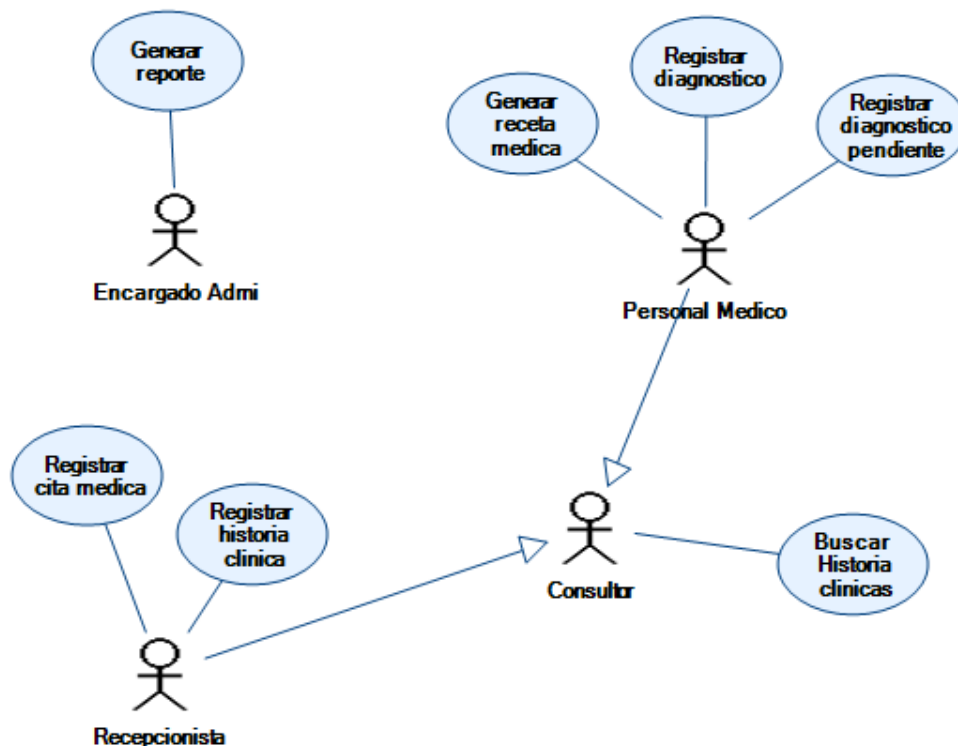 Generar
reporte
Registrar
diagnostico
Generar
receta
medica
Registrar
diagnostico
pendiente
Encargado Admi
Personal Medico
Registrar
cita medica
Registrar
historia
clinica
Consultor
Buscar
Historia
clinicas
Recepcionista